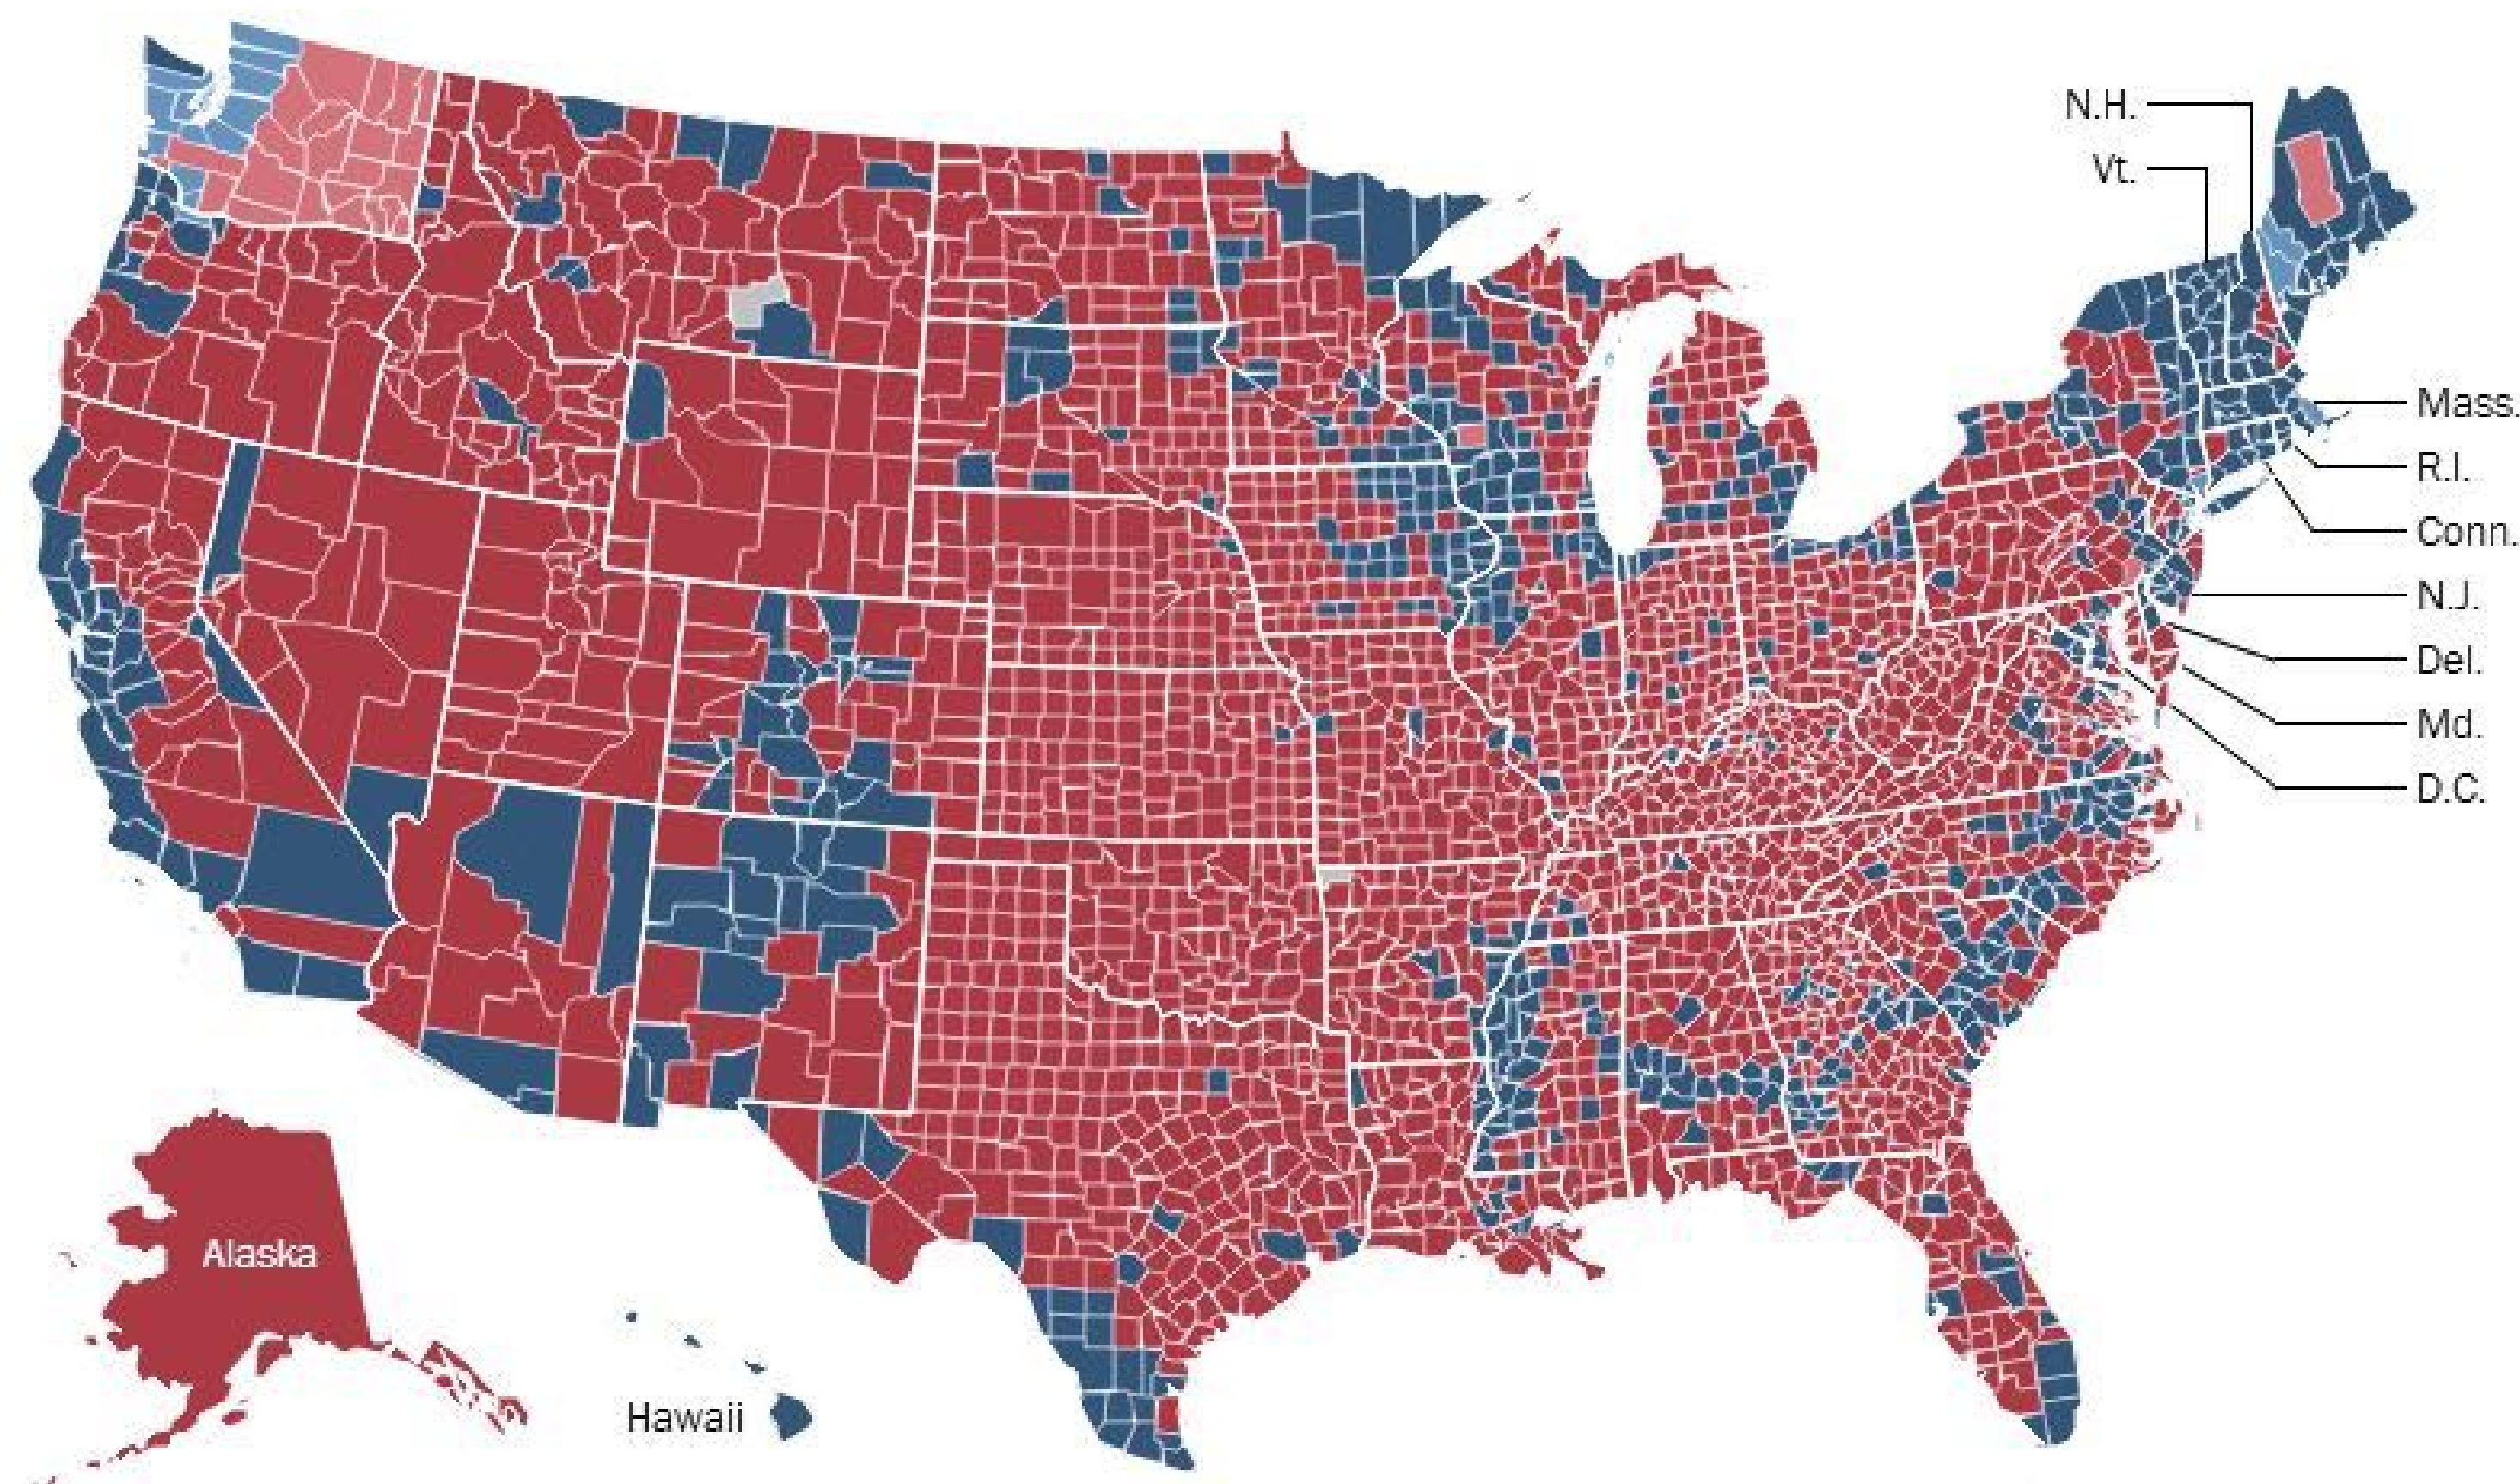 N.H.
Vt.
Mass.
R.I.
Conn.
N.J.
Del.
Md.
D.C.
Alaska
Hawaii